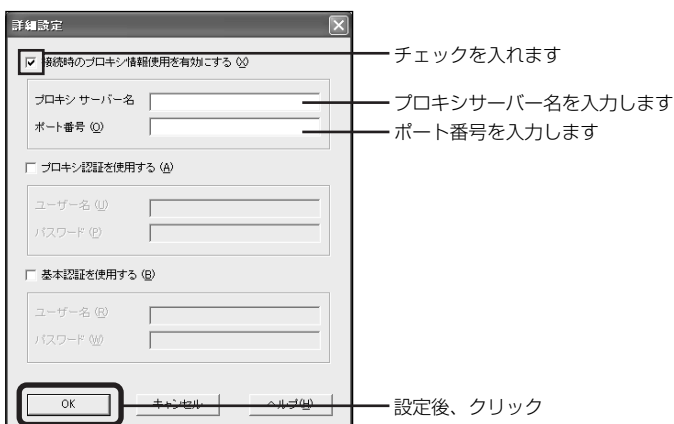 詳細設定
接続時のプロキシ情報使用を有効にする (X)
チェックを入れます
プロキシ サーバー名
プロキシサーバー名を入力します
ポート番号 (O)
ポート番号を入力します
プロキシ認証を使用する (A)
ユーザー名 (U)
パスワード (P)
基本認証を使用する (B)
ユーザー名 (R)
パスワード (W)
OK キャンセル ヘルプ(H)
設定後、クリック